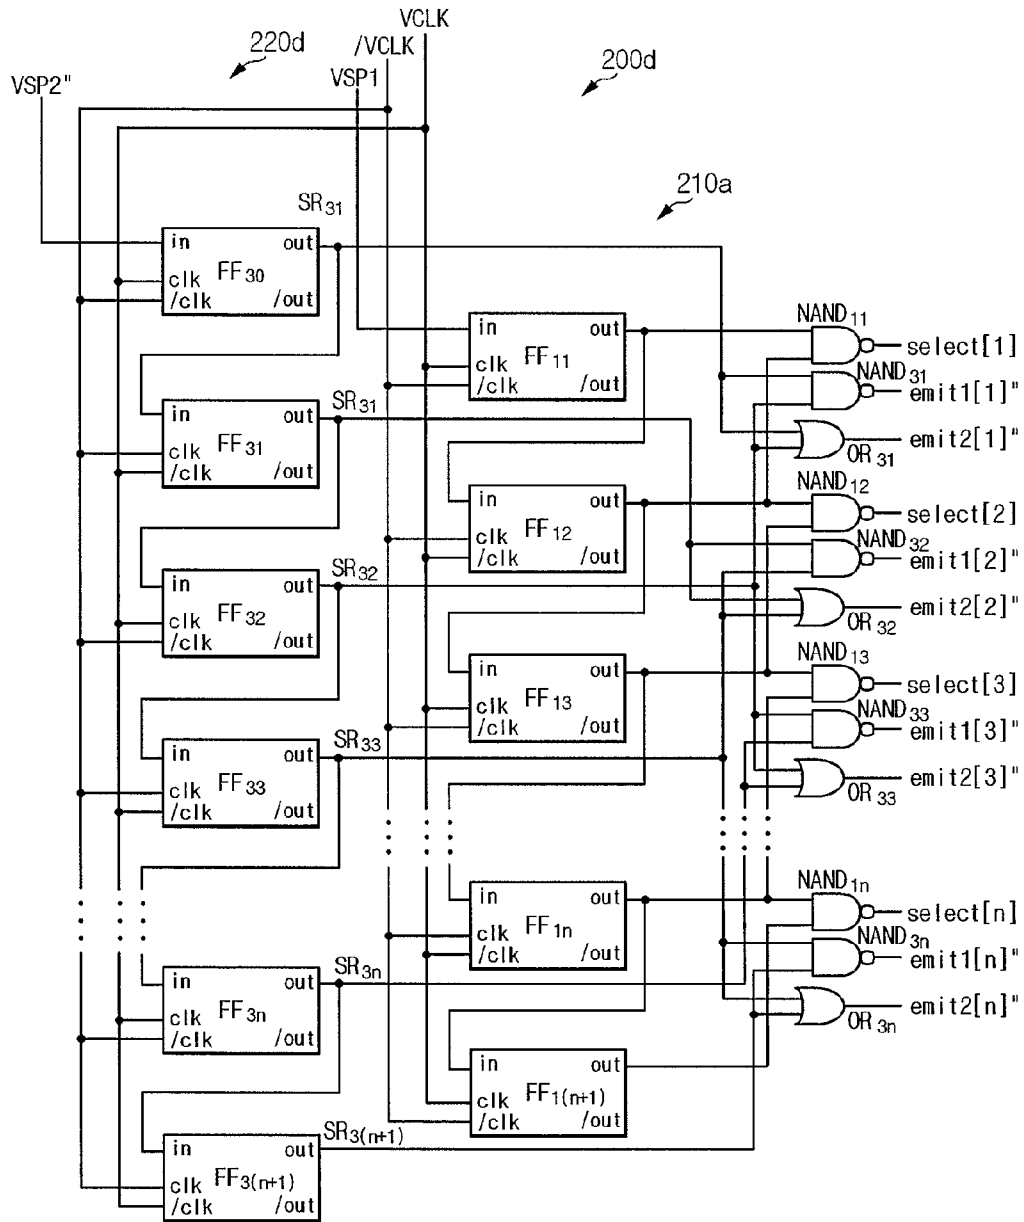 VCLK
/VCLK
220d
200d
VSP2"
VSP1
210a
SR31
in out
clk FF30
/clk /out
NAND11
in out
clk FF11
/clk /out
select[1]
NAND31
emit1[1]"
SR31
in out
clk FF31
/clk /out
emit2[1]"
OR31
NAND12
in out
clk FF12
/clk /out
select[2]
NAND32
emit1[2]"
SR32
in out
clk FF32
/clk /out
emit2[2]"
OR32
NAND13
in out
clk FF13
/clk /out
select[3]
NAND33
emit1[3]"
SR33
in out
clk FF33
/clk /out
emit2[3]"
OR33
NAND1n
in out
clk FF1n
/clk /out
select[n]
NAND3n
emit1[n]"
SR3n
in out
clk FF3n
/clk /out
emit2[n]"
OR3n
in out
clk FF1(n+1)
/clk /out
SR3(n+1)
in out
clk FF3(n+1)
/clk /out